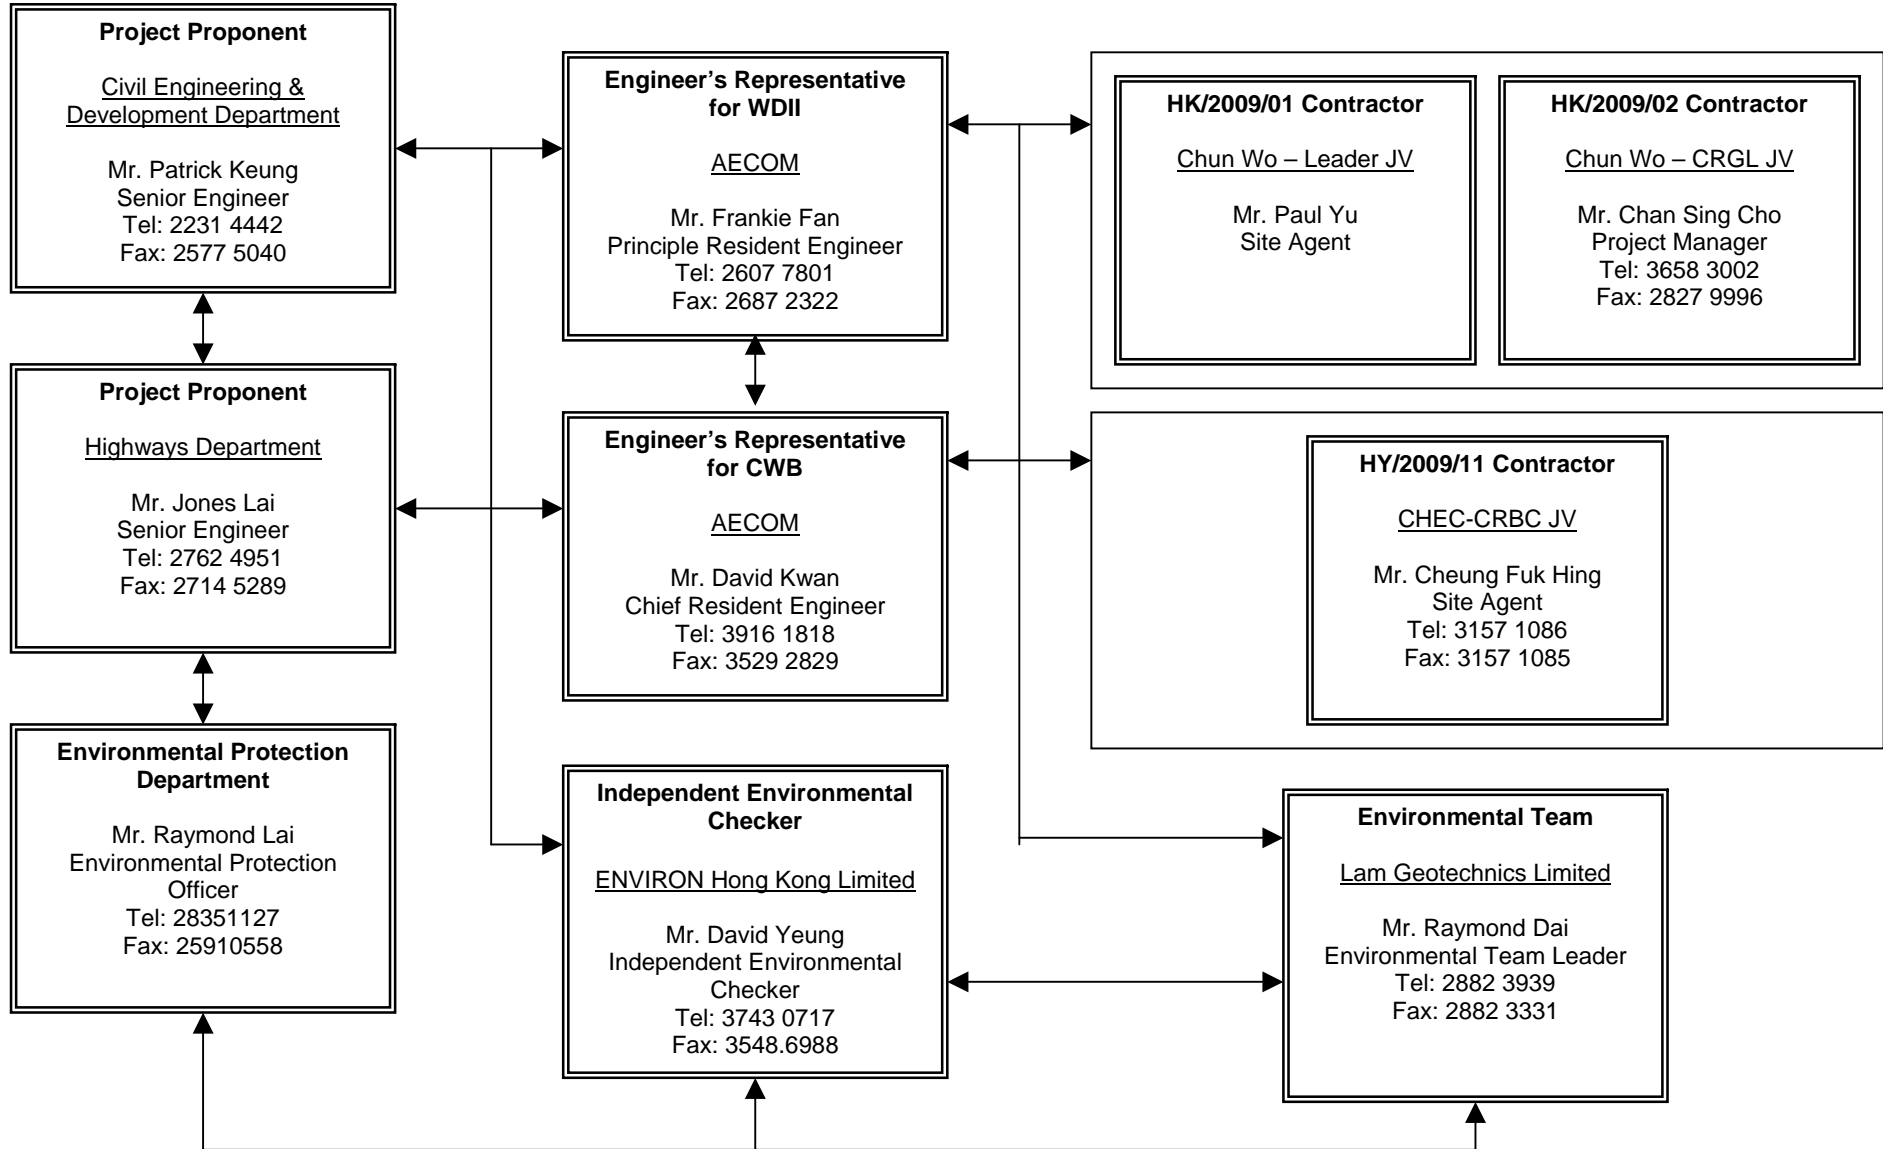 Project Proponent
Civil Engineering &
Development Department
Mr. Patrick Keung
Senior Engineer
Tel: 2231 4442
Fax: 2577 5040
Engineer’s Representative
for WDII
AECOM
Mr. Frankie Fan
Principle Resident Engineer
Tel: 2607 7801
Fax: 2687 2322
HK/2009/01 Contractor
Chun Wo – Leader JV
Mr. Paul Yu
Site Agent
HK/2009/02 Contractor
Chun Wo – CRGL JV
Mr. Chan Sing Cho
Project Manager
Tel: 3658 3002
Fax: 2827 9996
Project Proponent
Highways Department
Mr. Jones Lai
Senior Engineer
Tel: 2762 4951
Fax: 2714 5289
Engineer’s Representative
for CWB
AECOM
Mr. David Kwan
Chief Resident Engineer
Tel: 3916 1818
Fax: 3529 2829
HY/2009/11 Contractor
CHEC-CRBC JV
Mr. Cheung Fuk Hing
Site Agent
Tel: 3157 1086
Fax: 3157 1085
Environmental Protection
Department
Mr. Raymond Lai
Environmental Protection
Officer
Tel: 28351127
Fax: 25910558
Independent Environmental
Checker
ENVIRON Hong Kong Limited
Mr. David Yeung
Independent Environmental
Checker
Tel: 3743 0717
Fax: 3548.6988
Environmental Team
Lam Geotechnics Limited
Mr. Raymond Dai
Environmental Team Leader
Tel: 2882 3939
Fax: 2882 3331